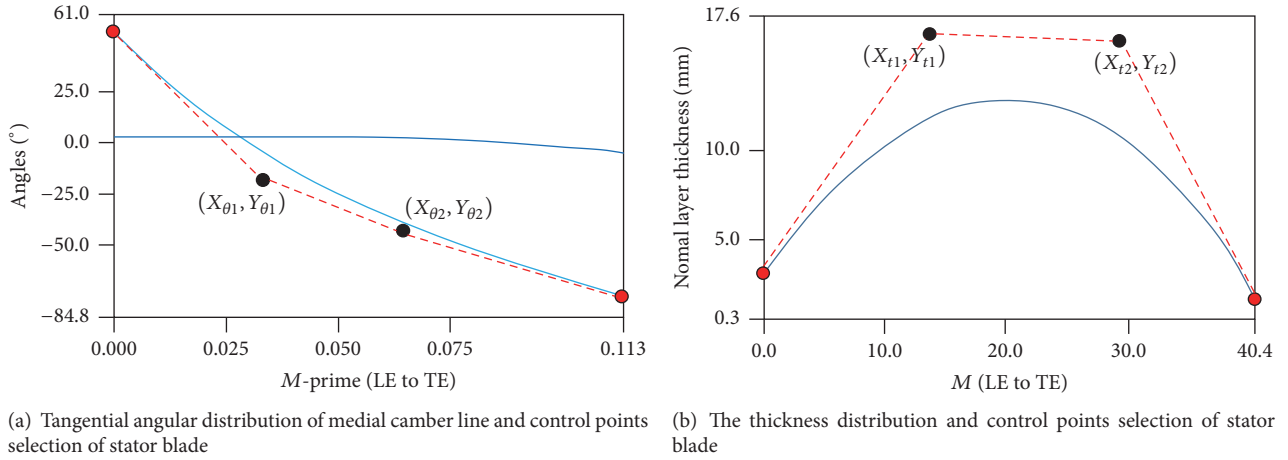 61.0
25.0
0.0
−25.0
−50.0
−84.8
Angles (°)
(Xθ1, Yθ1)
(Xθ2, Yθ2)
0.000 0.025 0.050 0.075 0.113
M-prime (LE to TE)
(a) Tangential angular distribution of medial camber line and control points
selection of stator blade
17.6
10.0
5.0
0.3
Nomal layer thickness (mm)
(Xt1, Yt1)
(Xt2, Yt2)
0.0 10.0 20.0 30.0 40.4
M (LE to TE)
(b) The thickness distribution and control points selection of stator
blade